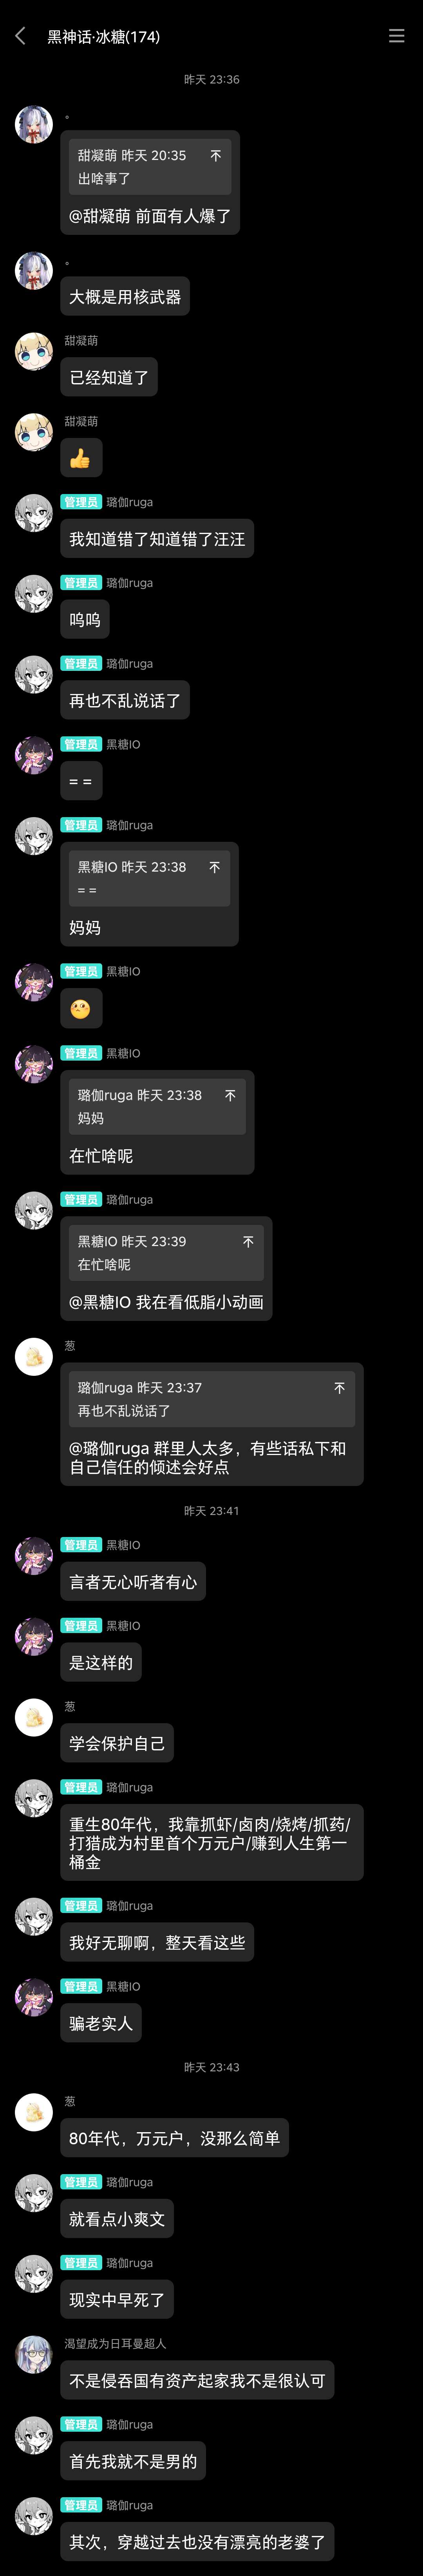 黑神话·冰糖(174)
昨天 23:36
。
甜凝萌 昨天 20:35
出啥事了
@甜凝萌 前面有人爆了
。
大概是用核武器
甜凝萌
已经知道了
甜凝萌
👍
管理员 璐伽ruga
我知道错了知道错了汪汪
管理员 璐伽ruga
呜呜
管理员 璐伽ruga
再也不乱说话了
管理员 黑糖IO
= =
管理员 璐伽ruga
黑糖IO 昨天 23:38
= =
妈妈
管理员 黑糖IO
🥺
管理员 黑糖IO
璐伽ruga 昨天 23:38
妈妈
在忙啥呢
管理员 璐伽ruga
黑糖IO 昨天 23:39
在忙啥呢
@黑糖IO 我在看低脂小动画
葱
璐伽ruga 昨天 23:37
再也不乱说话了
@璐伽ruga 群里人太多，有些话私下和
自己信任的倾述会好点
昨天 23:41
管理员 黑糖IO
言者无心听者有心
管理员 黑糖IO
是这样的
葱
学会保护自己
管理员 璐伽ruga
重生80年代，我靠抓虾/卤肉/烧烤/抓药/
打猎成为村里首个万元户/赚到人生第一
桶金
管理员 璐伽ruga
我好无聊啊，整天看这些
管理员 黑糖IO
骗老实人
昨天 23:43
葱
80年代，万元户，没那么简单
管理员 璐伽ruga
就看点小爽文
管理员 璐伽ruga
现实中早死了
渴望成为日耳曼超人
不是侵吞国有资产起家我不是很认可
管理员 璐伽ruga
首先我就不是男的
管理员 璐伽ruga
其次，穿越过去也没有漂亮的老婆了